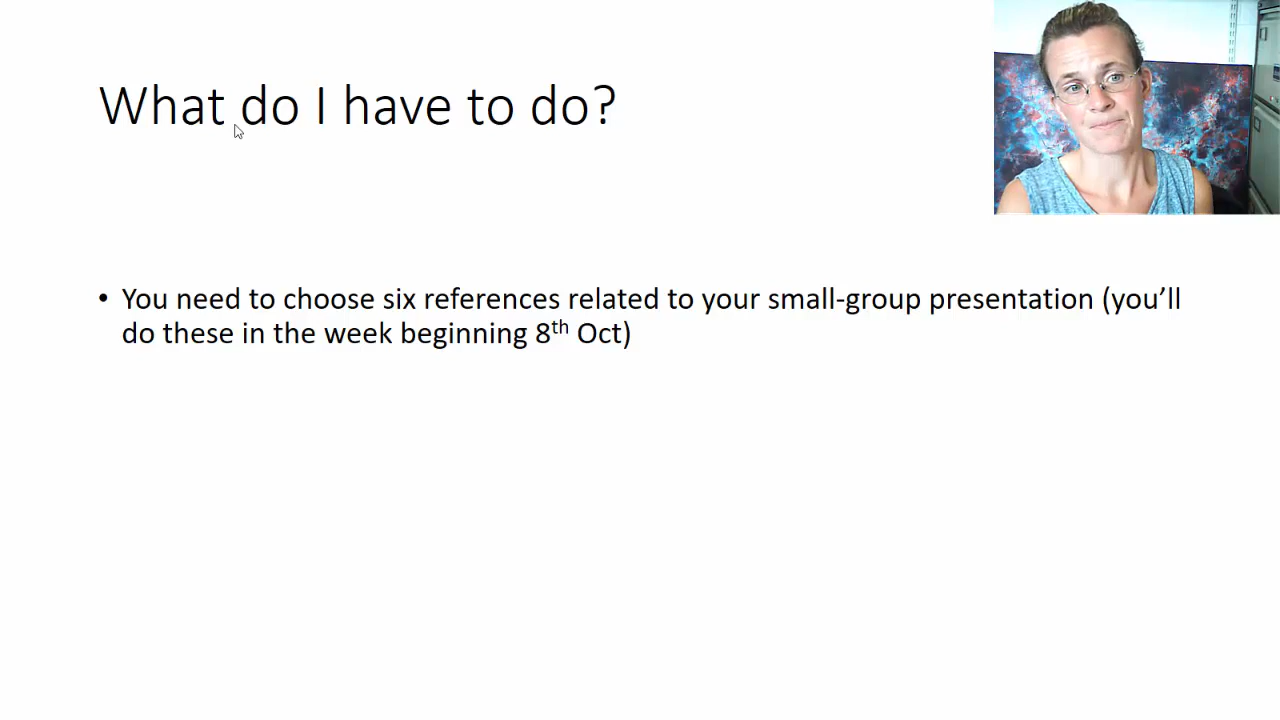 What do I have to do?
• You need to choose six references related to your small-group presentation (you’ll
do these in the week beginning 8th Oct)